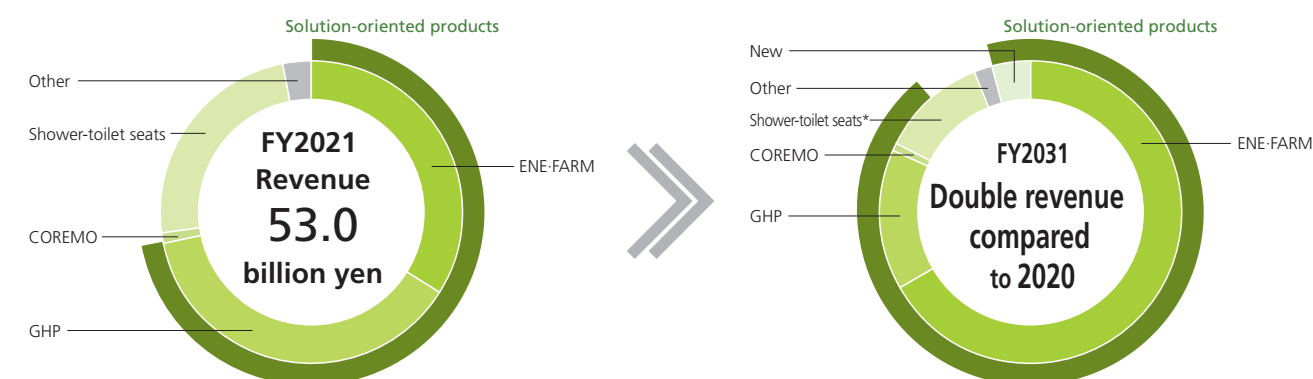 Solution-oriented products
Other
Shower-toilet seats
COREMO
GHP
ENE·FARM
FY2021
Revenue
53.0
billion yen
Solution-oriented products
New
Other
Shower-toilet seats*
COREMO
GHP
ENE·FARM
FY2031
Double revenue
compared
to 2020